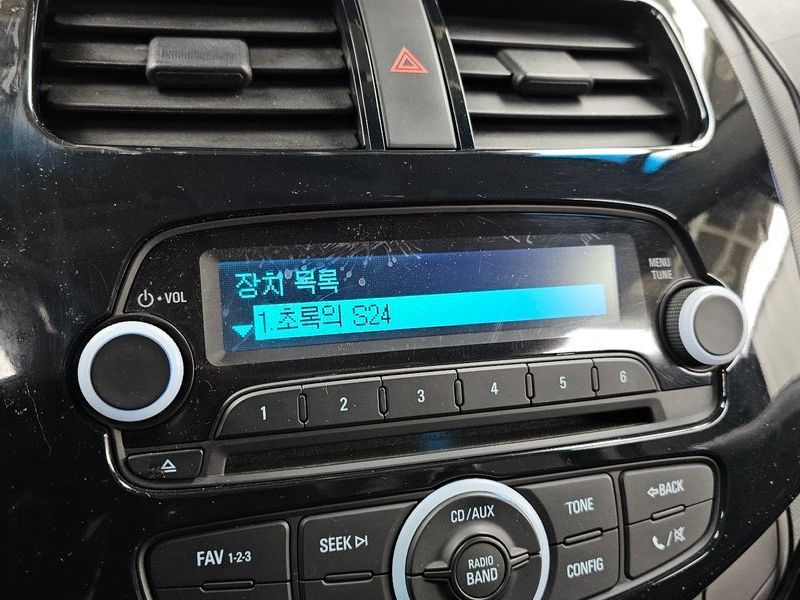 VOL
MENU
TUNE
장치 목록
1.초록의 S24
1 2 3 4 5 6
FAV 1-2-3
SEEK
CD/AUX
RADIO
BAND
TONE
CONFIG
BACK